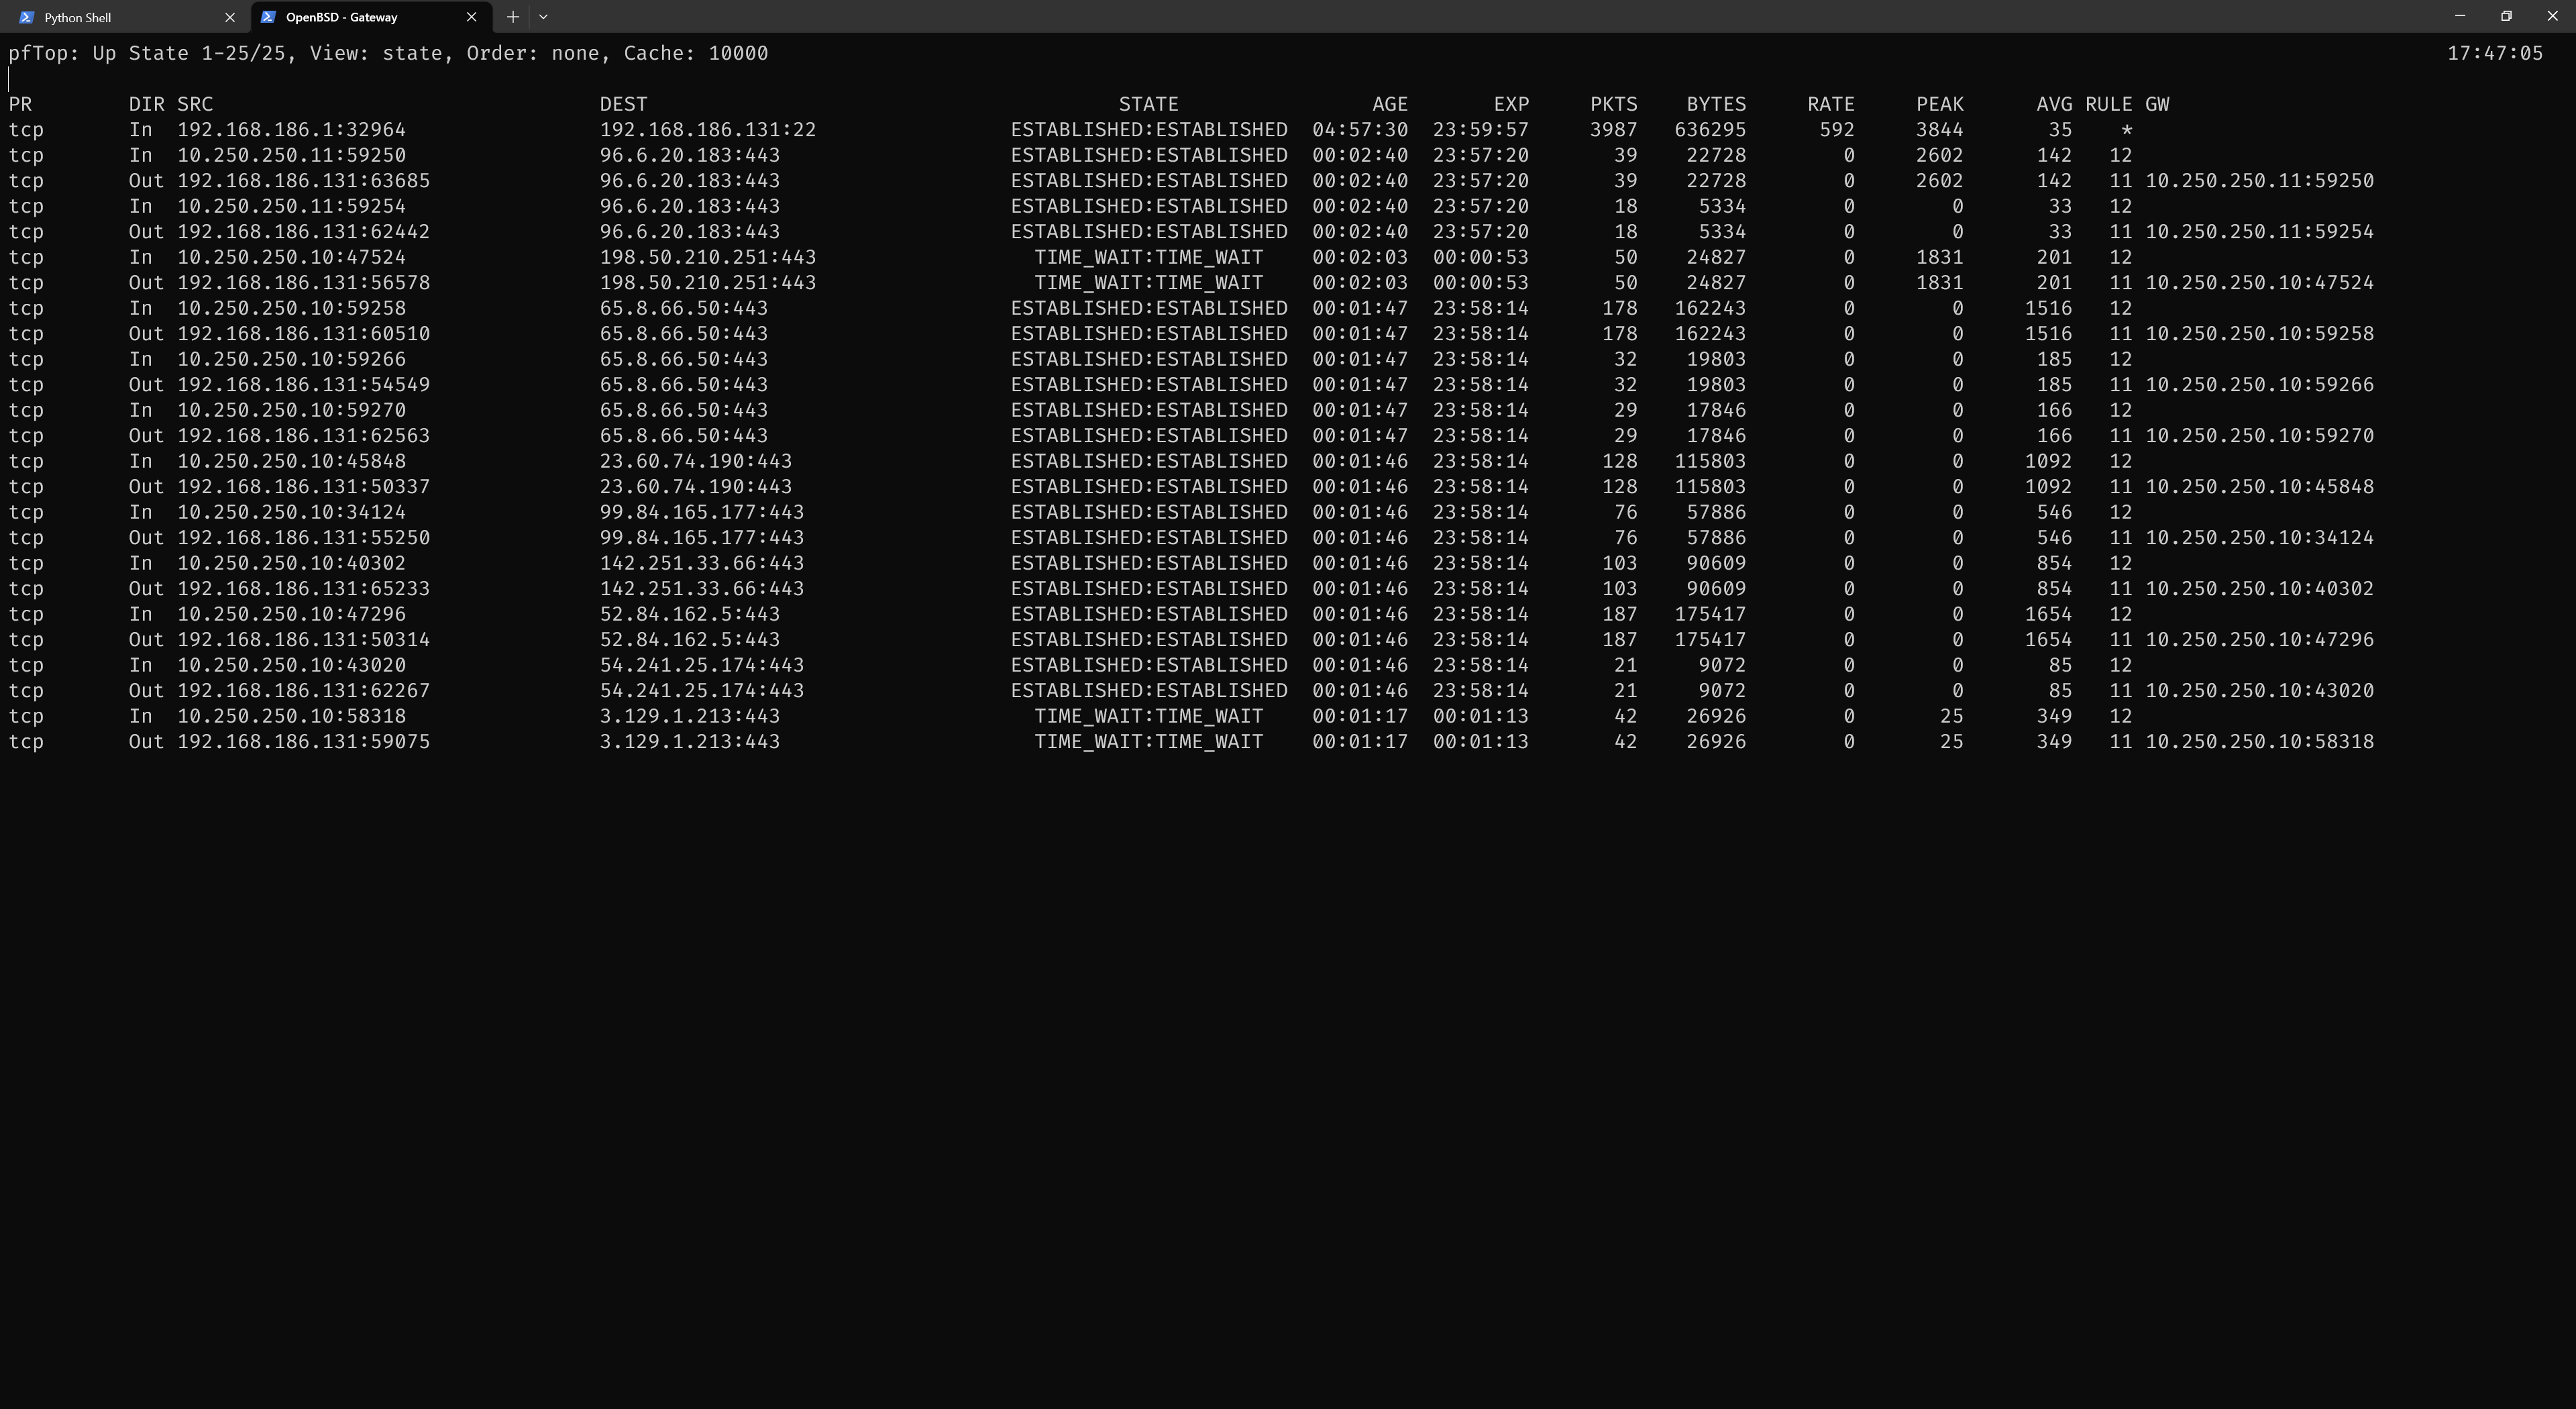 Python Shell OpenBSD - Gateway
pfTop: Up State 1-25/25, View: state, Order: none, Cache: 10000 17:47:05
PR DIR SRC DEST STATE AGE EXP PKTS BYTES RATE PEAK AVG RULE GW
tcp In 192.168.186.1:32964 192.168.186.131:22 ESTABLISHED:ESTABLISHED 04:57:30 23:59:57 3987 636295 592 3844 35 *
tcp In 10.250.250.11:59250 96.6.20.183:443 ESTABLISHED:ESTABLISHED 00:02:40 23:57:20 39 22728 0 2602 142 12
tcp Out 192.168.186.131:63685 96.6.20.183:443 ESTABLISHED:ESTABLISHED 00:02:40 23:57:20 39 22728 0 2602 142 11 10.250.250.11:59250
tcp In 10.250.250.11:59254 96.6.20.183:443 ESTABLISHED:ESTABLISHED 00:02:40 23:57:20 18 5334 0 0 33 12
tcp Out 192.168.186.131:62442 96.6.20.183:443 ESTABLISHED:ESTABLISHED 00:02:40 23:57:20 18 5334 0 0 33 11 10.250.250.11:59254
tcp In 10.250.250.10:47524 198.50.210.251:443 TIME_WAIT:TIME_WAIT 00:02:03 00:00:53 50 24827 0 1831 201 12
tcp Out 192.168.186.131:56578 198.50.210.251:443 TIME_WAIT:TIME_WAIT 00:02:03 00:00:53 50 24827 0 1831 201 11 10.250.250.10:47524
tcp In 10.250.250.10:59258 65.8.66.50:443 ESTABLISHED:ESTABLISHED 00:01:47 23:58:14 178 162243 0 0 1516 12
tcp Out 192.168.186.131:60510 65.8.66.50:443 ESTABLISHED:ESTABLISHED 00:01:47 23:58:14 178 162243 0 0 1516 11 10.250.250.10:59258
tcp In 10.250.250.10:59266 65.8.66.50:443 ESTABLISHED:ESTABLISHED 00:01:47 23:58:14 32 19803 0 0 185 12
tcp Out 192.168.186.131:54549 65.8.66.50:443 ESTABLISHED:ESTABLISHED 00:01:47 23:58:14 32 19803 0 0 185 11 10.250.250.10:59266
tcp In 10.250.250.10:59270 65.8.66.50:443 ESTABLISHED:ESTABLISHED 00:01:47 23:58:14 29 17846 0 0 166 12
tcp Out 192.168.186.131:62563 65.8.66.50:443 ESTABLISHED:ESTABLISHED 00:01:47 23:58:14 29 17846 0 0 166 11 10.250.250.10:59270
tcp In 10.250.250.10:45848 23.60.74.190:443 ESTABLISHED:ESTABLISHED 00:01:46 23:58:14 128 115803 0 0 1092 12
tcp Out 192.168.186.131:50337 23.60.74.190:443 ESTABLISHED:ESTABLISHED 00:01:46 23:58:14 128 115803 0 0 1092 11 10.250.250.10:45848
tcp In 10.250.250.10:34124 99.84.165.177:443 ESTABLISHED:ESTABLISHED 00:01:46 23:58:14 76 57886 0 0 546 12
tcp Out 192.168.186.131:55250 99.84.165.177:443 ESTABLISHED:ESTABLISHED 00:01:46 23:58:14 76 57886 0 0 546 11 10.250.250.10:34124
tcp In 10.250.250.10:40302 142.251.33.66:443 ESTABLISHED:ESTABLISHED 00:01:46 23:58:14 103 90609 0 0 854 12
tcp Out 192.168.186.131:65233 142.251.33.66:443 ESTABLISHED:ESTABLISHED 00:01:46 23:58:14 103 90609 0 0 854 11 10.250.250.10:40302
tcp In 10.250.250.10:47296 52.84.162.5:443 ESTABLISHED:ESTABLISHED 00:01:46 23:58:14 187 175417 0 0 1654 12
tcp Out 192.168.186.131:50314 52.84.162.5:443 ESTABLISHED:ESTABLISHED 00:01:46 23:58:14 187 175417 0 0 1654 11 10.250.250.10:47296
tcp In 10.250.250.10:43020 54.241.25.174:443 ESTABLISHED:ESTABLISHED 00:01:46 23:58:14 21 9072 0 0 85 12
tcp Out 192.168.186.131:62267 54.241.25.174:443 ESTABLISHED:ESTABLISHED 00:01:46 23:58:14 21 9072 0 0 85 11 10.250.250.10:43020
tcp In 10.250.250.10:58318 3.129.1.213:443 TIME_WAIT:TIME_WAIT 00:01:17 00:01:13 42 26926 0 25 349 12
tcp Out 192.168.186.131:59075 3.129.1.213:443 TIME_WAIT:TIME_WAIT 00:01:17 00:01:13 42 26926 0 25 349 11 10.250.250.10:58318